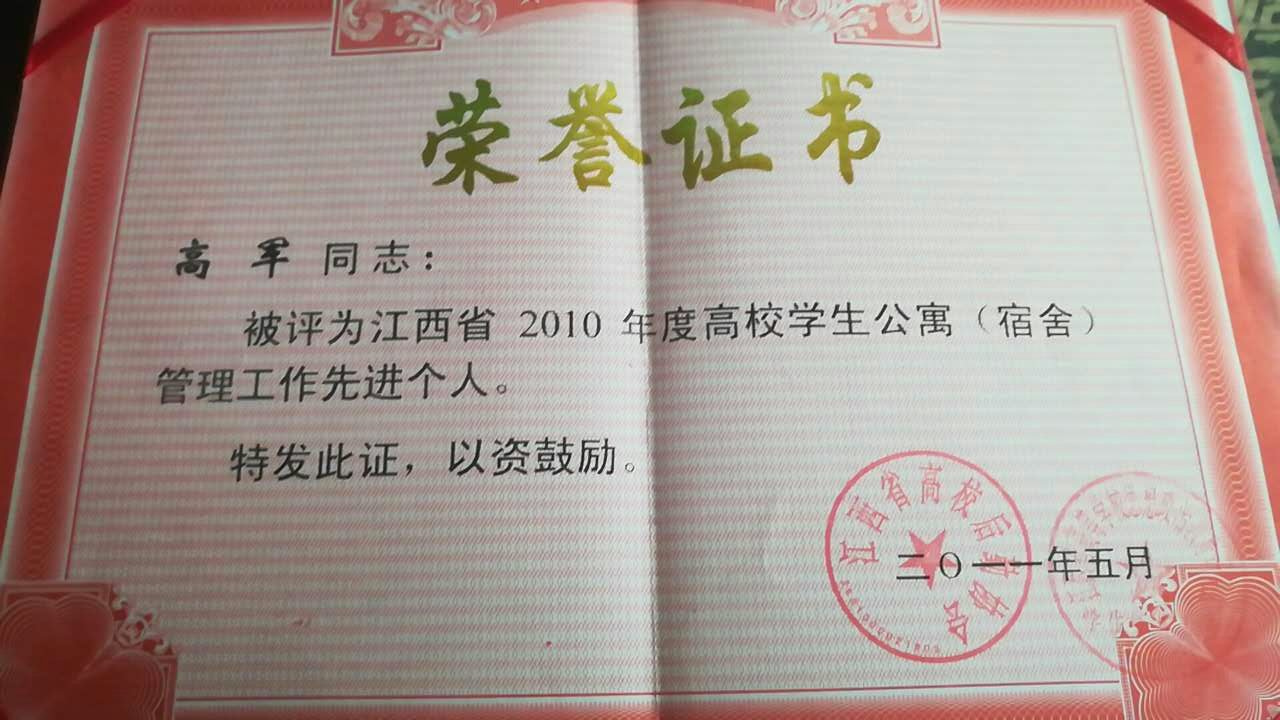 荣誉证书
高 军 同志：
被评为江西省 2010 年度高校学生公寓（宿舍）
管理工作先进个人。
特发此证，以资鼓励。
江西省高校后勤协会
二〇一一年五月